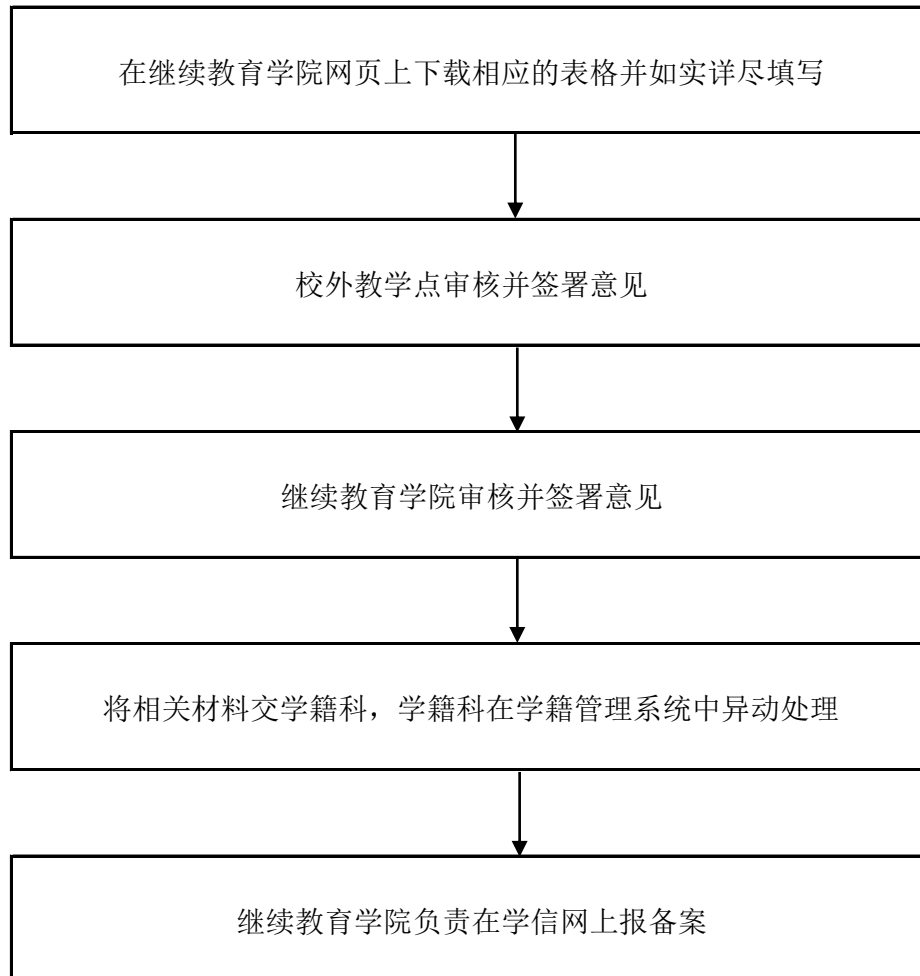 在继续教育学院网页上下载相应的表格并如实详尽填写
校外教学点审核并签署意见
继续教育学院审核并签署意见
将相关材料交学籍科，学籍科在学籍管理系统中异动处理
继续教育学院负责在学信网上报备案